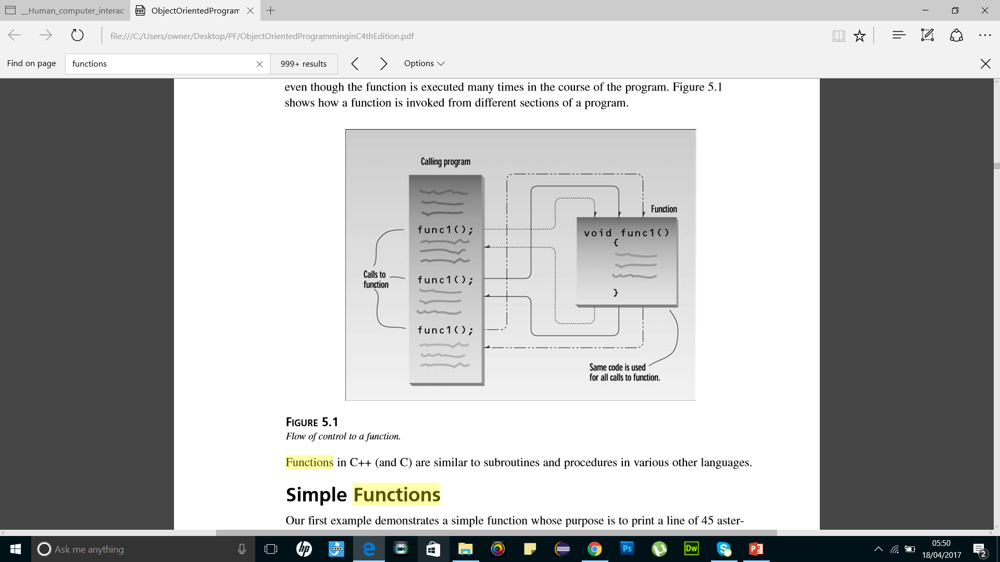 __Human_computer_interac
ObjectOrientedProgram
file:///C:/Users/owner/Desktop/PF/ObjectOrientedProgramminginC4thEdition.pdf
Find on page
functions
999+ results
Options
even though the function is executed many times in the course of the program. Figure 5.1
shows how a function is invoked from different sections of a program.
Calling program
func1();
func1();
func1();
Calls to
function
Function
void func1()
{
}
Same code is used
for all calls to function.
FIGURE 5.1
Flow of control to a function.
Functions in C++ (and C) are similar to subroutines and procedures in various other languages.
Simple Functions
Our first example demonstrates a simple function whose purpose is to print a line of 45 aster-
Ask me anything
hp
Ps
Dw
05:50
18/04/2017
2